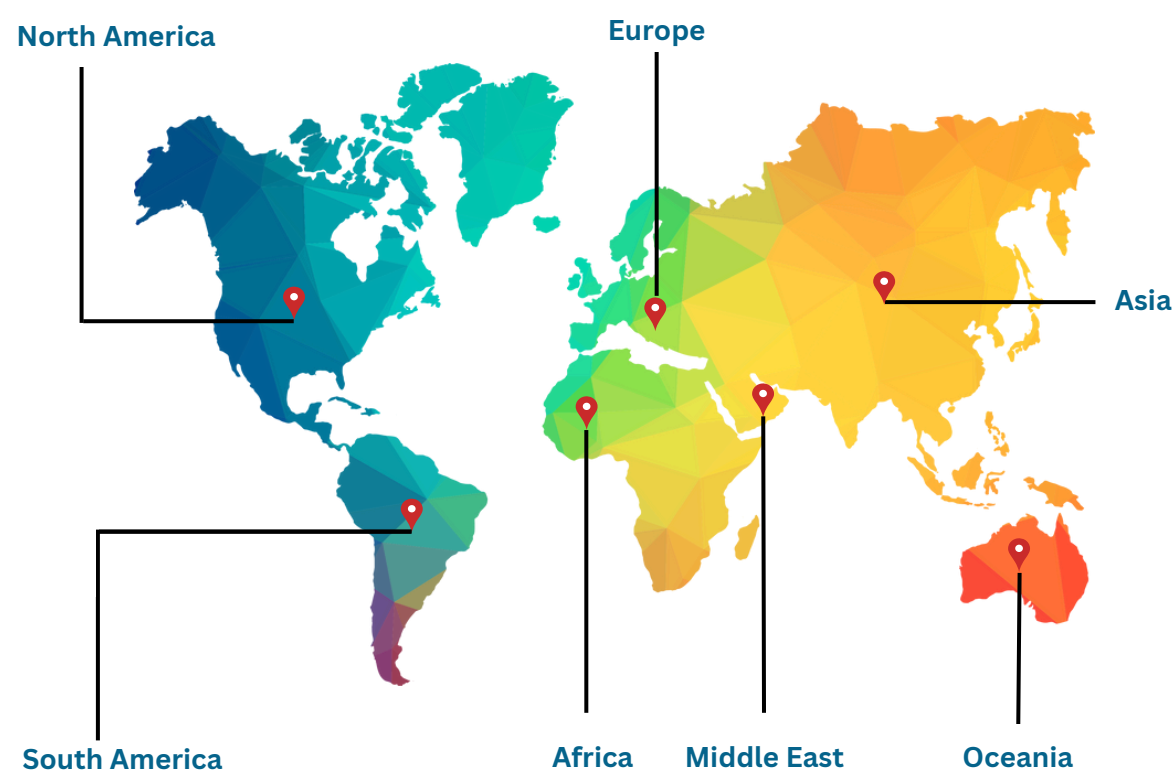 North America
Europe
Asia
South America
Africa
Middle East
Oceania